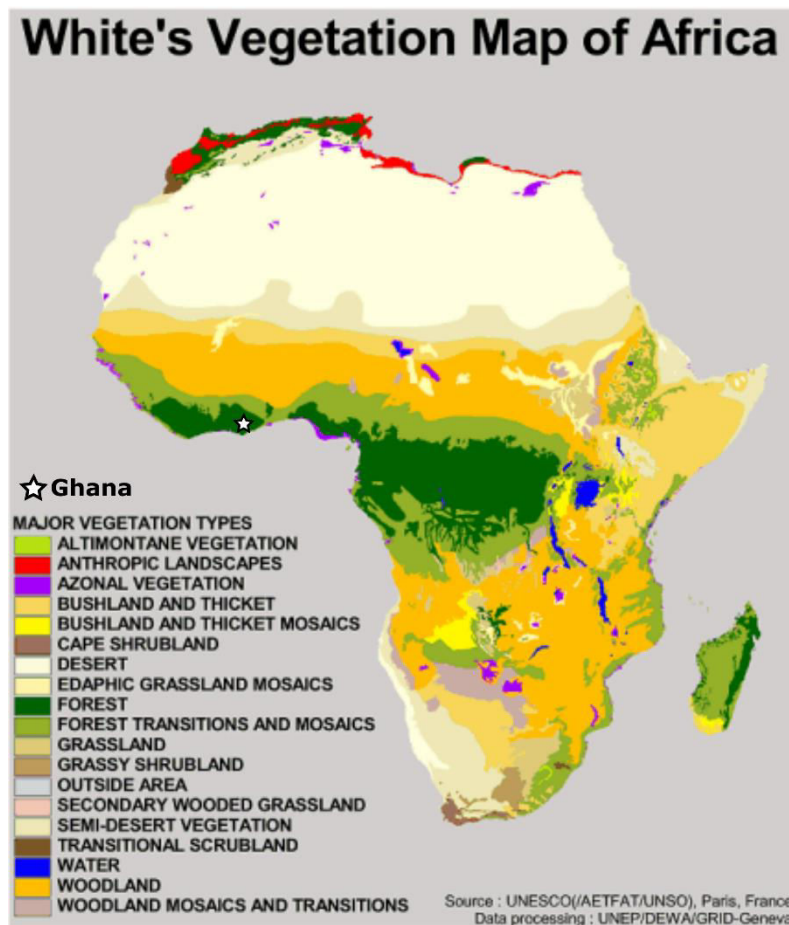 White's Vegetation Map of Africa
Ghana
MAJOR VEGETATION TYPES
ALTIMONTANE VEGETATION
ANTHROPIC LANDSCAPES
AZONAL VEGETATION
BUSHLAND AND THICKET
BUSHLAND AND THICKET MOSAICS
CAPE SHRUBLAND
DESERT
EDAPHIC GRASSLAND MOSAICS
FOREST
FOREST TRANSITIONS AND MOSAICS
GRASSLAND
GRASSY SHRUBLAND
OUTSIDE AREA
SECONDARY WOODED GRASSLAND
SEMI-DESERT VEGETATION
TRANSITIONAL SCRUBLAND
WATER
WOODLAND
WOODLAND MOSAICS AND TRANSITIONS
Source : UNESCO(/AETFAT/UNSO), Paris, France
Data processing : UNEP/DEWA/GRID-Geneva